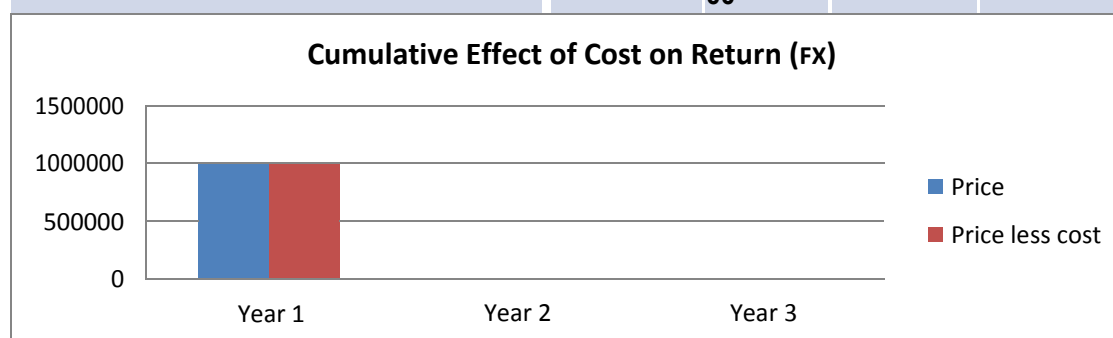 Cumulative Effect of Cost on Return (FX)
1500000
1000000
500000
0
Year 1
Year 2
Year 3
Price
Price less cost